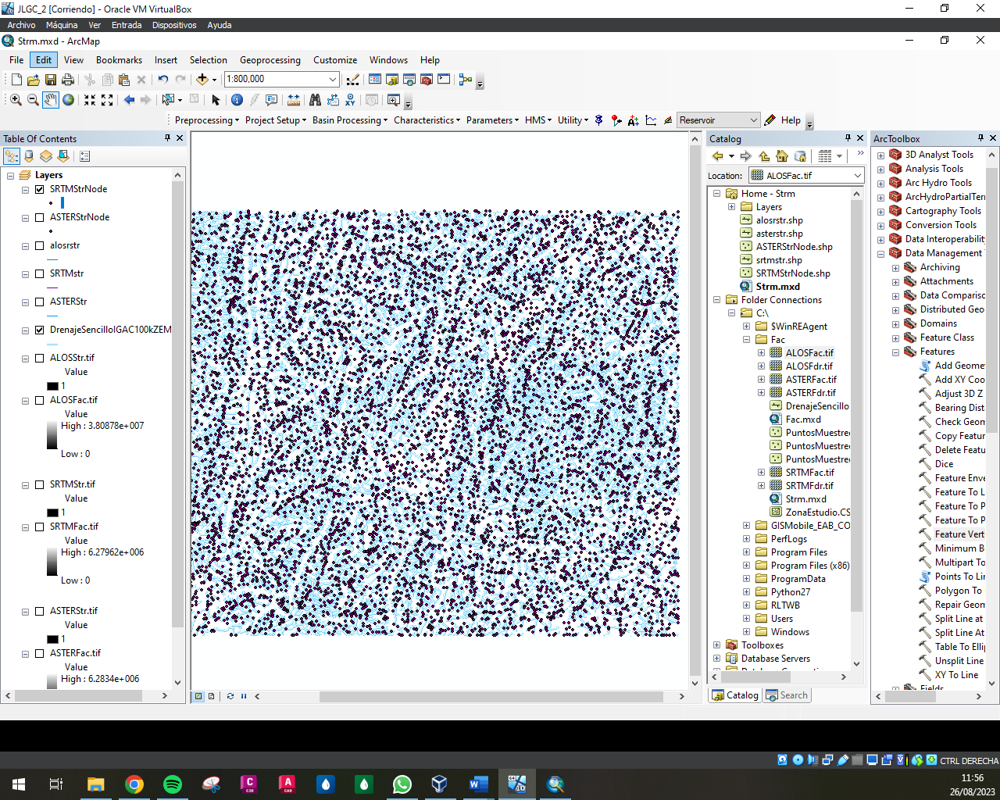 JLGC_2 [Corriendo] - Oracle VM VirtualBox
Archivo Máquina Ver Entrada Dispositivos Ayuda
Strm.mxd - ArcMap
File Edit View Bookmarks Insert Selection Geoprocessing Customize Windows Help
1:800,000
Preprocessing Project Setup Basin Processing Characteristics Parameters HMS Utility Reservoir Help
Table Of Contents
Layers
SRTMStrNode
ASTERStrNode
alosrstr
SRTMstr
ASTERStr
DrenajeSencilloIGAC100kZEM
ALOSStr.tif
Value
1
ALOSFac.tif
Value
High : 3.80878e+007
Low : 0
SRTMStr.tif
Value
1
SRTMFac.tif
Value
High : 6.27962e+006
Low : 0
ASTERStr.tif
Value
1
ASTERFac.tif
Value
High : 6.2834e+006
Catalog
Location: ALOSFac.tif
Home - Strm
Layers
alosrstr.shp
asterstr.shp
ASTERStrNode.shp
srtmstr.shp
SRTMStrNode.shp
Strm.mxd
Folder Connections
C:\
$WinREAgent
Fac
ALOSFac.tif
ALOSFdr.tif
ASTERFac.tif
ASTERFdr.tif
DrenajeSencillo
Fac.mxd
PuntosMuestre
PuntosMuestre
PuntosMuestre
SRTMFac.tif
SRTMFdr.tif
Strm.mxd
ZonaEstudio.CS
GISMobile_EAB_CO
PerfLogs
Program Files
Program Files (x86)
ProgramData
Python27
RLTWB
Users
Windows
Toolboxes
Database Servers
Catalog Search
ArcToolbox
3D Analyst Tools
Analysis Tools
Arc Hydro Tools
ArcHydroPartialTerr
Cartography Tools
Conversion Tools
Data Interoperability
Data Management
Archiving
Attachments
Data Comparisc
Distributed Geo
Domains
Feature Class
Features
Add Geome
Add XY Coo
Adjust 3D Z
Bearing Dist
Check Geom
Copy Featur
Delete Featu
Dice
Feature Enve
Feature To L
Feature To P
Feature To P
Feature Vert
Minimum B
Multipart To
Points To Lin
Polygon To
Repair Geom
Split Line at
Split Line At
Table To Elli
Unsplit Line
XY To Line
Fields
CTRL DERECHA
11:56
26/08/2023